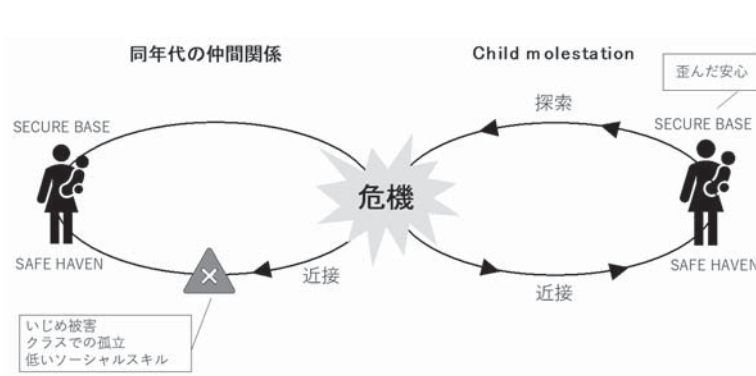 同年代の仲間関係
Child molestation
歪んだ安心
探索
SECURE BASE
SECURE BASE
危機
SAFE HAVEN
SAFE HAVEN
近接
近接
×
いじめ被害
クラスでの孤立
低いソーシャルスキル